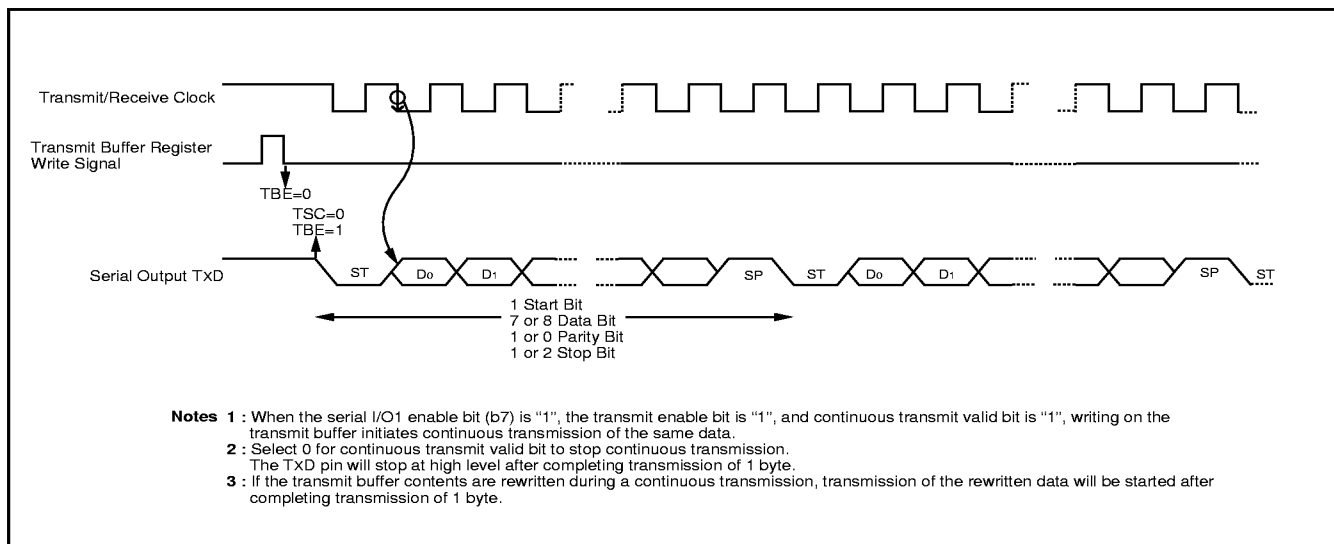 Transmit/Receive Clock
Transmit Buffer Register
Write Signal
TBE=0
TSC=0
TBE=1
Serial Output TxD
ST D0 D1 SP ST D0 D1 SP ST
1 Start Bit
7 or 8 Data Bit
1 or 0 Parity Bit
1 or 2 Stop Bit
Notes 1 : When the serial I/O1 enable bit (b7) is “1”, the transmit enable bit is “1”, and continuous transmit valid bit is “1”, writing on the
transmit buffer initiates continuous transmission of the same data.
2 : Select 0 for continuous transmit valid bit to stop continuous transmission.
The TxD pin will stop at high level after completing transmission of 1 byte.
3 : If the transmit buffer contents are rewritten during a continuous transmission, transmission of the rewritten data will be started after
completing transmission of 1 byte.